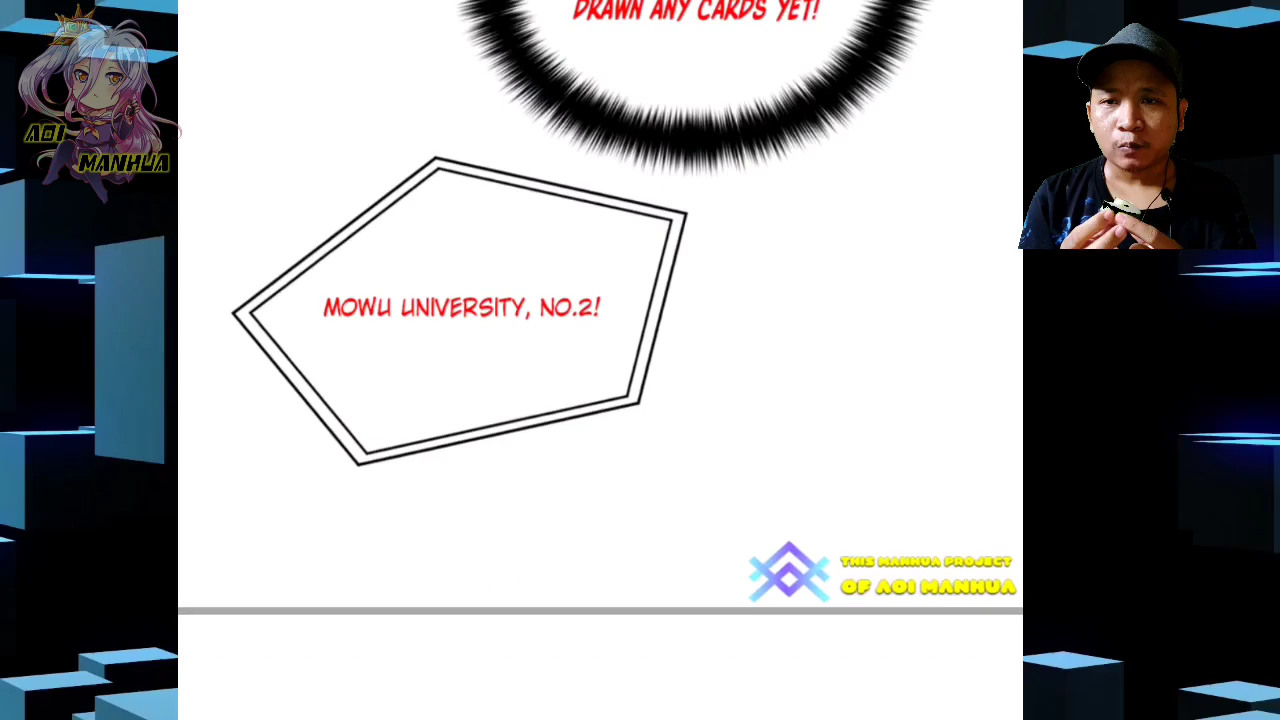 DRAWN ANY CARDS YET!
AOI
MANHUA
MOWU UNIVERSITY, NO.2!
THIS MANHUA PROJECT
OF AOI MANHUA